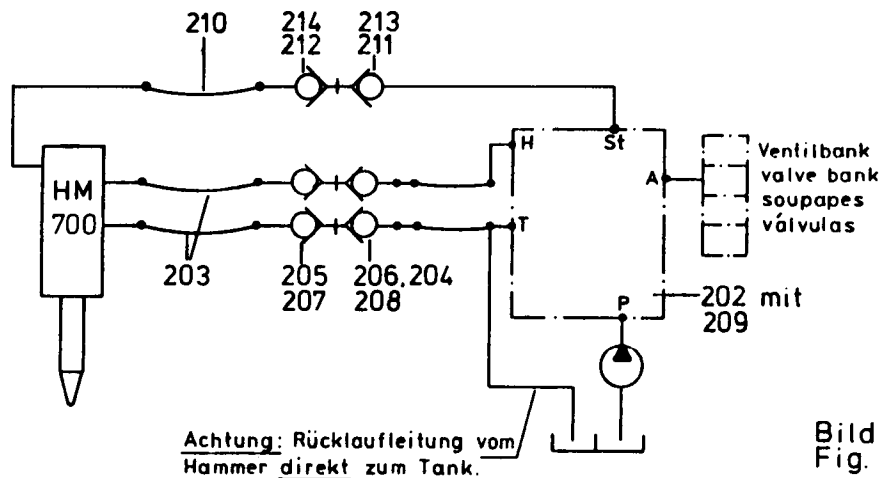 210
214
212
213
211
H
St
A
Ventilbank
valve bank
soupapes
válvulas
HM
700
T
203
205
207
206,204
208
P
202 mit
209
Achtung: Rücklaufleitung vom
Hammer direkt zum Tank.
Bild
Fig.